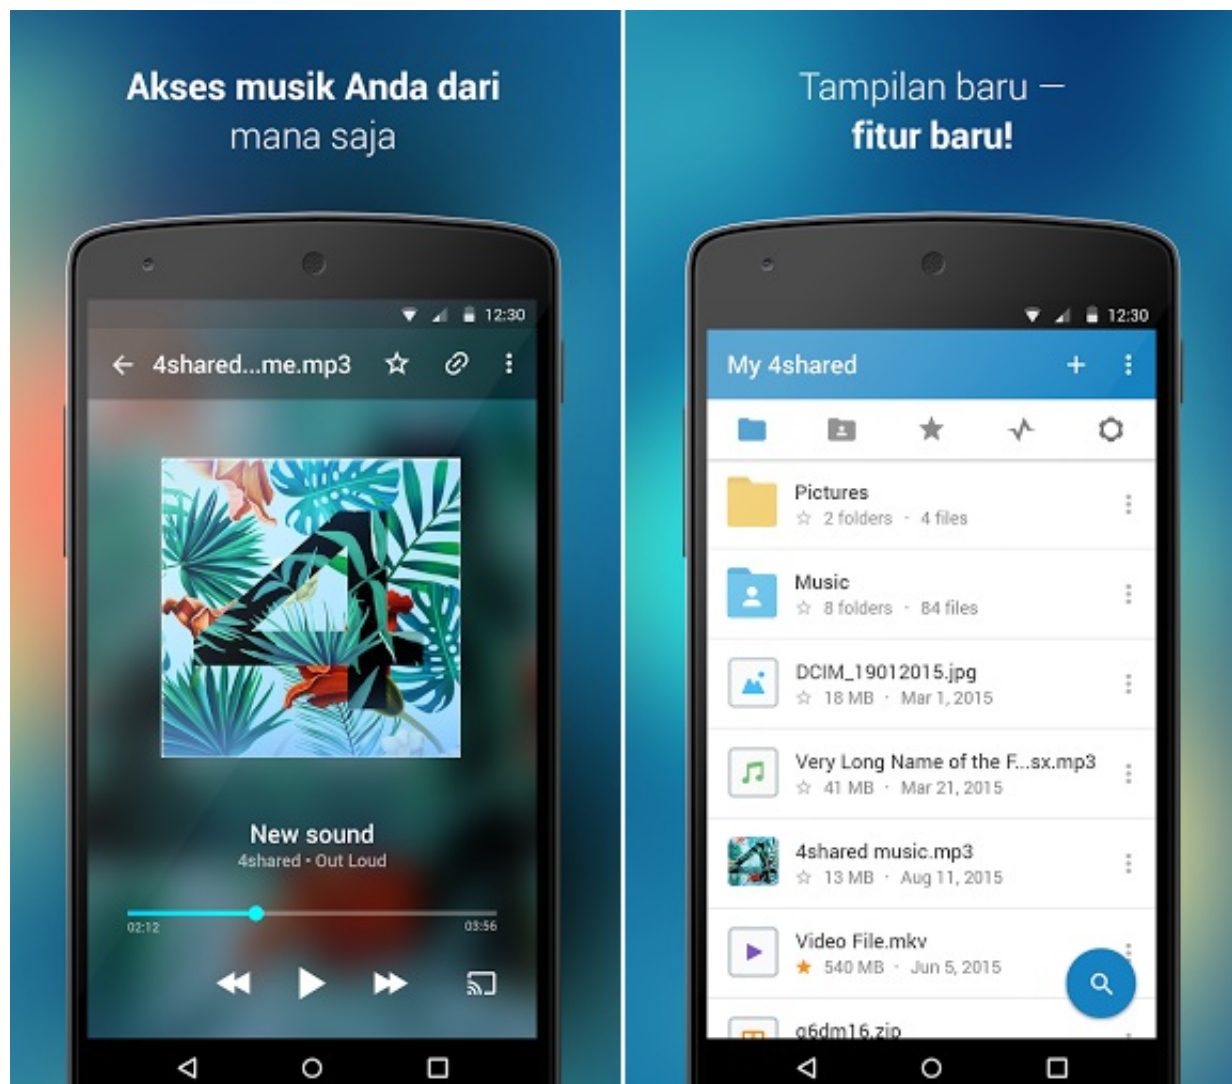 Akses musik Anda dari
mana saja
12:30
4shared...me.mp3
New sound
4shared • Out Loud
02:12
03:56
Tampilan baru —
fitur baru!
12:30
My 4shared
Pictures
2 folders · 4 files
Music
8 folders · 84 files
DCIM_19012015.jpg
18 MB · Mar 1, 2015
Very Long Name of the F...sx.mp3
41 MB · Mar 21, 2015
4shared music.mp3
13 MB · Aug 11, 2015
Video File.mkv
540 MB · Jun 5, 2015
g6dm16.zip